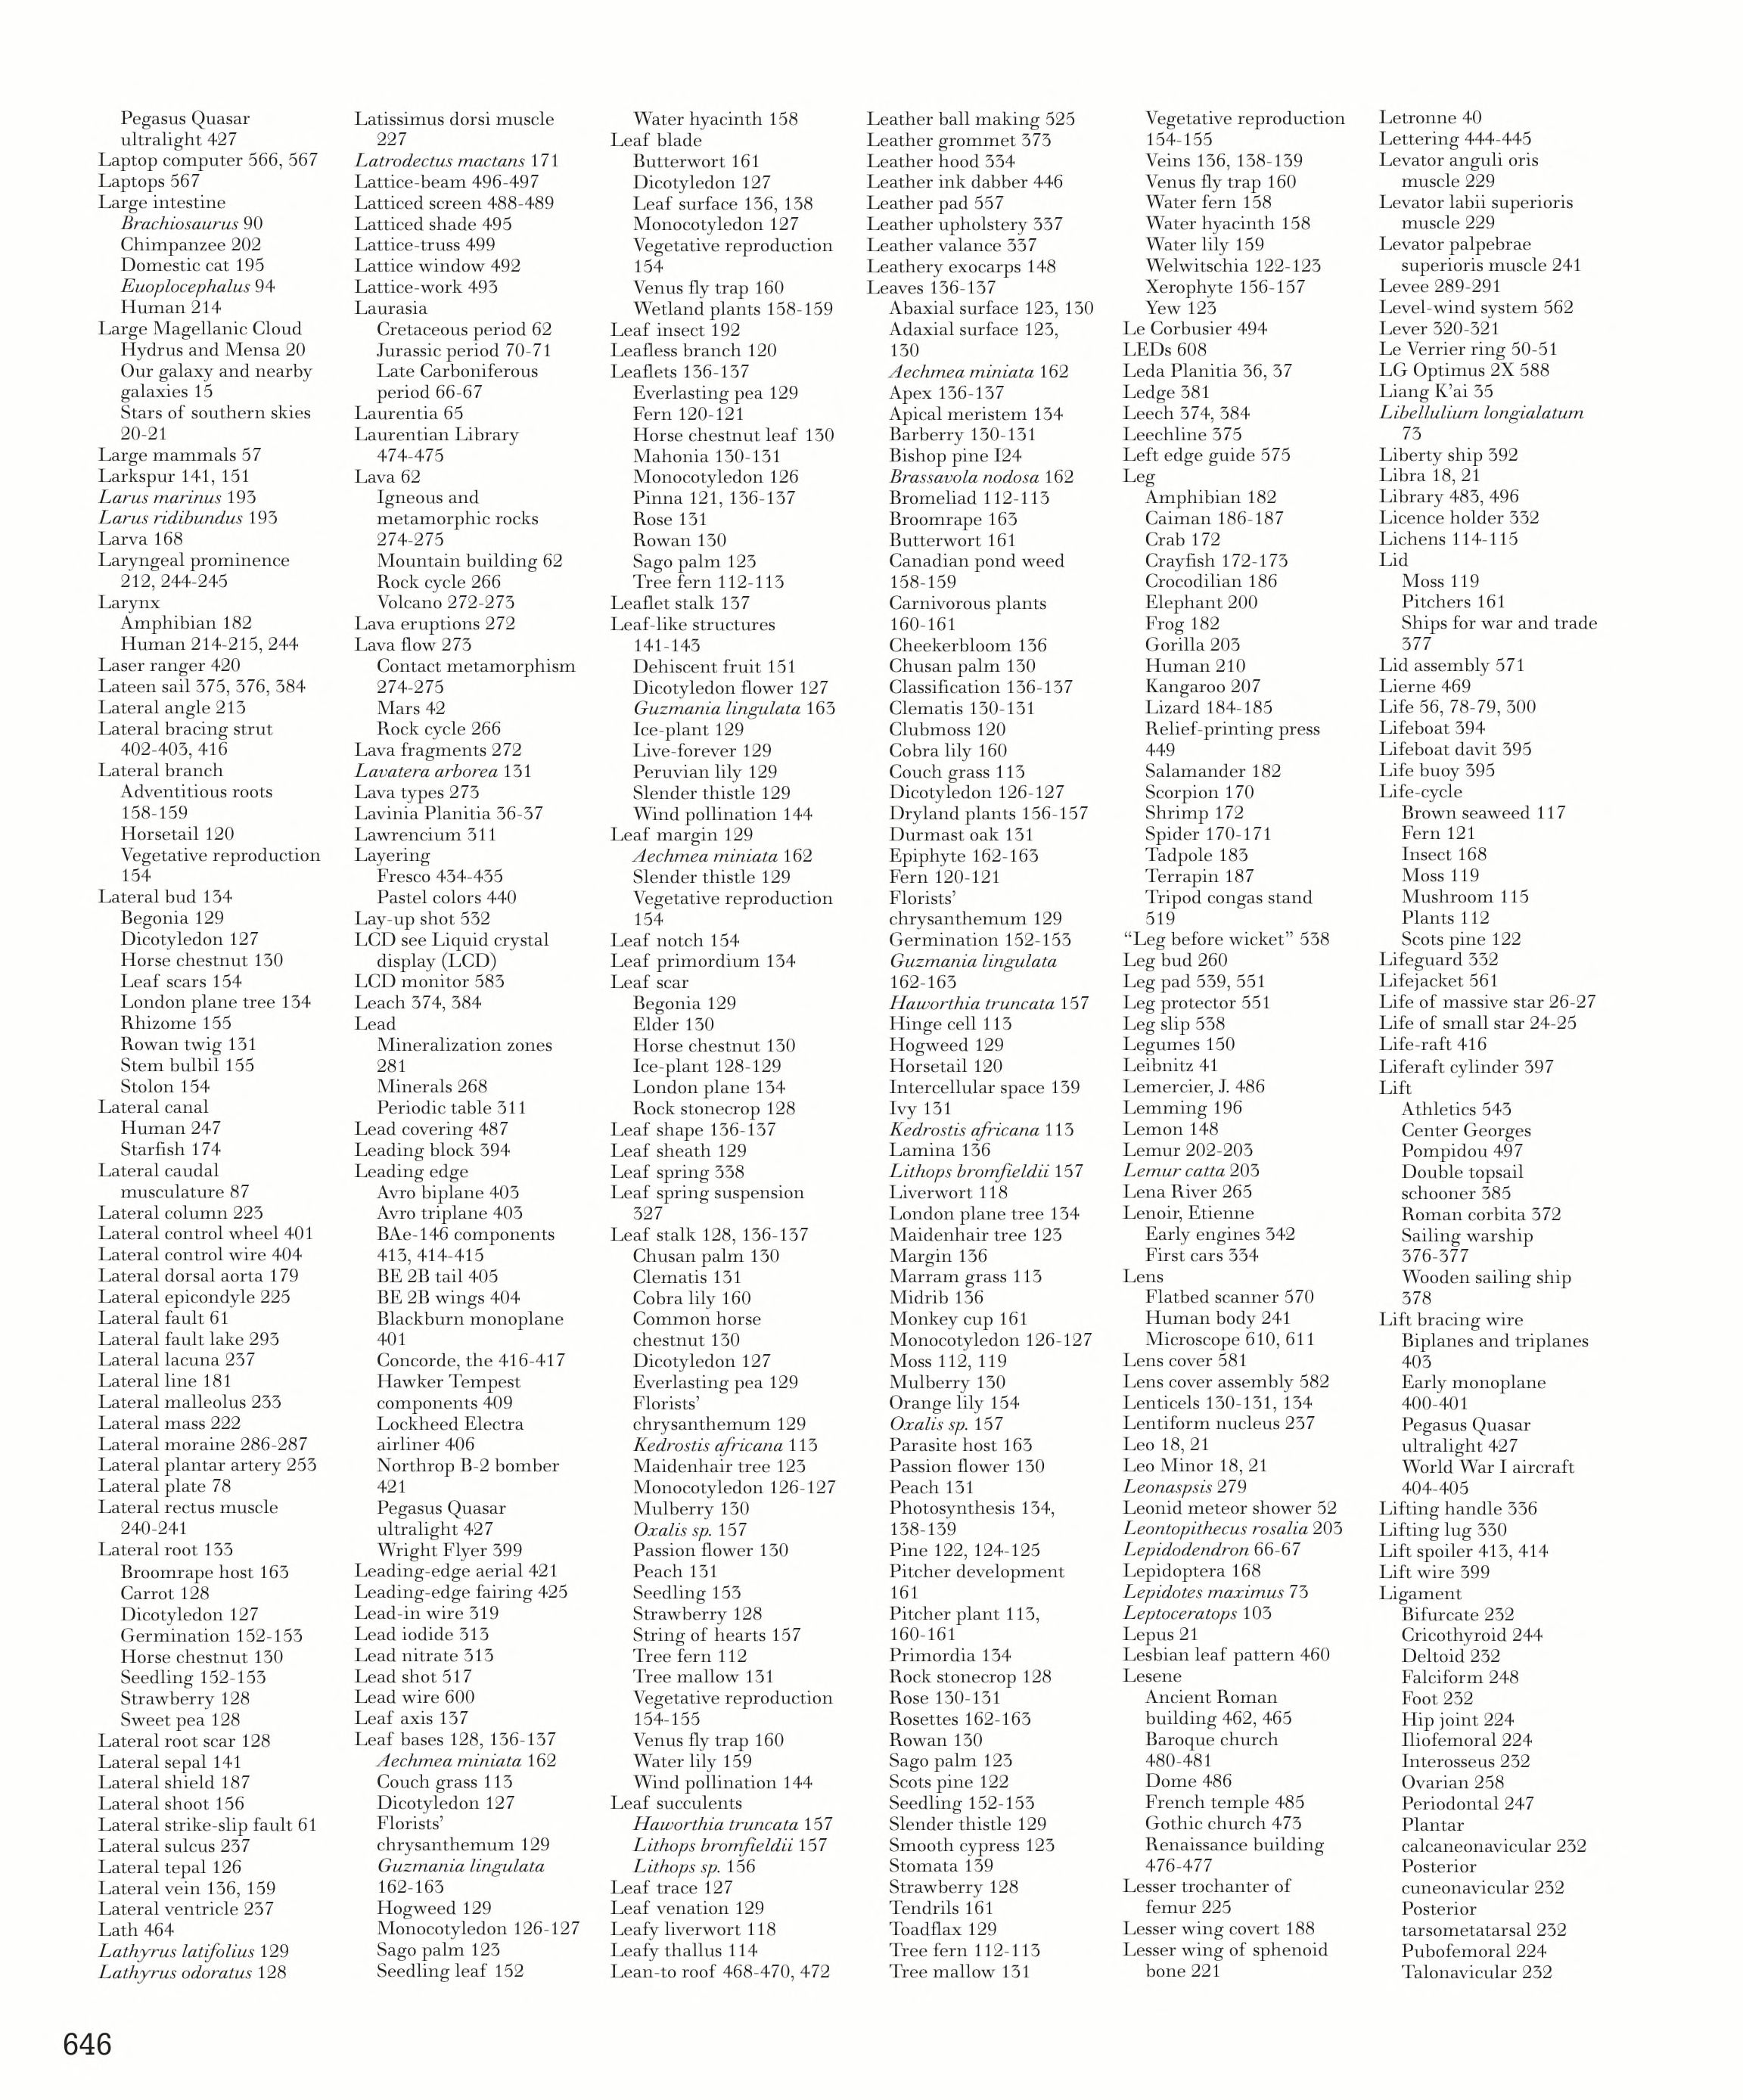 Pegasus Quasar
ultralight 427
Laptop computer 566, 567
Laptops 567
Large intestine
Brachiosaurus 90
Chimpanzee 202
Domestic cat 195
Euoplocephalus 94
Human 214
Large Magellanic Cloud
Hydrus and Mensa 20
Our galaxy and nearby
galaxies 15
Stars of southern skies
20-21
Large mammals 57
Larkspur 141, 151
Larus marinus 193
Larus ridibundus 193
Larva 168
Laryngeal prominence
212, 244-245
Larynx
Amphibian 182
Human 214-215, 244
Laser ranger 420
Lateen sail 375, 376, 384
Lateral angle 213
Lateral bracing strut
402-403, 416
Lateral branch
Adventitious roots
158-159
Horsetail 120
Vegetative reproduction
154
Lateral bud 134
Begonia 129
Dicotyledon 127
Horse chestnut 130
Leaf scars 154
London plane tree 134
Rhizome 155
Rowan twig 131
Stem bulbil 155
Stolon 154
Lateral canal
Human 247
Starfish 174
Lateral caudal
musculature 87
Lateral column 223
Lateral control wheel 401
Lateral control wire 404
Lateral dorsal aorta 179
Lateral epicondyle 225
Lateral fault 61
Lateral fault lake 293
Lateral lacuna 237
Lateral line 181
Lateral malleolus 233
Lateral mass 222
Lateral moraine 286-287
Lateral plantar artery 253
Lateral plate 78
Lateral rectus muscle
240-241
Lateral root 133
Broomrape host 163
Carrot 128
Dicotyledon 127
Germination 152-153
Horse chestnut 130
Seedling 152-153
Strawberry 128
Sweet pea 128
Lateral root scar 128
Lateral sepal 141
Lateral shield 187
Lateral shoot 156
Lateral strike-slip fault 61
Lateral sulcus 237
Lateral tepal 126
Lateral vein 136, 159
Lateral ventricle 237
Lath 464
Lathyrus latifolius 129
Lathyrus odoratus 128
Latissimus dorsi muscle
227
Latrodectus mactans 171
Lattice-beam 496-497
Latticed screen 488-489
Latticed shade 495
Lattice-truss 499
Lattice window 492
Lattice-work 493
Laurasia
Cretaceous period 62
Jurassic period 70-71
Late Carboniferous
period 66-67
Laurentia 65
Laurentian Library
474-475
Lava 62
Igneous and
metamorphic rocks
274-275
Mountain building 62
Rock cycle 266
Volcano 272-273
Lava eruptions 272
Lava flow 273
Contact metamorphism
274-275
Mars 42
Rock cycle 266
Lava fragments 272
Lavatera arborea 131
Lava types 273
Lavinia Planitia 36-37
Lawrencium 311
Layering
Fresco 434-435
Pastel colors 440
Lay-up shot 532
LCD see Liquid crystal
display (LCD)
LCD monitor 583
Leach 374, 384
Lead
Mineralization zones
281
Minerals 268
Periodic table 311
Lead covering 487
Leading block 394
Leading edge
Avro biplane 403
Avro triplane 403
BAe-146 components
413, 414-415
BE 2B tail 405
BE 2B wings 404
Blackburn monoplane
401
Concorde, the 416-417
Hawker Tempest
components 409
Lockheed Electra
airliner 406
Northrop B-2 bomber
421
Pegasus Quasar
ultralight 427
Wright Flyer 399
Leading-edge aerial 421
Leading-edge fairing 425
Lead-in wire 319
Lead iodide 313
Lead nitrate 313
Lead shot 517
Lead wire 600
Leaf axis 137
Leaf bases 128, 136-137
Aechmea miniata 162
Couch grass 113
Dicotyledon 127
Florists’
chrysanthemum 129
Guzmania lingulata
162-163
Hogweed 129
Monocotyledon 126-127
Sago palm 123
Seedling leaf 152
Water hyacinth 158
Leaf blade
Butterwort 161
Dicotyledon 127
Leaf surface 136, 138
Monocotyledon 127
Vegetative reproduction
154
Venus fly trap 160
Wetland plants 158-159
Leaf insect 192
Leafless branch 120
Leaflets 136-137
Everlasting pea 129
Fern 120-121
Horse chestnut leaf 130
Mahonia 130-131
Monocotyledon 126
Pinna 121, 136-137
Rose 131
Rowan 130
Sago palm 123
Tree fern 112-113
Leaflet stalk 137
Leaf-like structures
141-143
Dehiscent fruit 151
Dicotyledon flower 127
Guzmania lingulata 163
Ice-plant 129
Live-forever 129
Peruvian lily 129
Slender thistle 129
Wind pollination 144
Leaf margin 129
Aechmea miniata 162
Slender thistle 129
Vegetative reproduction
154
Leaf notch 154
Leaf primordium 134
Leaf scar
Begonia 129
Elder 130
Horse chestnut 130
Ice-plant 128-129
London plane 134
Rock stonecrop 128
Leaf shape 136-137
Leaf sheath 129
Leaf spring 338
Leaf spring suspension
327
Leaf stalk 128, 136-137
Chusan palm 130
Clematis 131
Cobra lily 160
Common horse
chestnut 130
Dicotyledon 127
Everlasting pea 129
Florists’
chrysanthemum 129
Kedrostis africana 113
Maidenhair tree 123
Monocotyledon 126-127
Mulberry 130
Oxalis sp. 157
Passion flower 130
Peach 131
Seedling 153
Strawberry 128
String of hearts 157
Tree fern 112
Tree mallow 131
Vegetative reproduction
154-155
Venus fly trap 160
Water lily 159
Wind pollination 144
Leaf succulents
Haworthia truncata 157
Lithops bromfieldii 157
Lithops sp. 156
Leaf trace 127
Leaf venation 129
Leafy liverwort 118
Leafy thallus 114
Lean-to roof 468-470, 472
Leather ball making 525
Leather grommet 373
Leather hood 334
Leather ink dabber 446
Leather pad 557
Leather upholstery 337
Leather valance 337
Leathery exocarps 148
Leaves 136-137
Abaxial surface 123, 130
Adaxial surface 123,
130
Aechmea miniata 162
Apex 136-137
Apical meristem 134
Barberry 130-131
Bishop pine I24
Brassavola nodosa 162
Bromeliad 112-113
Broomrape 163
Butterwort 161
Canadian pond weed
158-159
Carnivorous plants
160-161
Cheekerbloom 136
Chusan palm 130
Classification 136-137
Clematis 130-131
Clubmoss 120
Cobra lily 160
Couch grass 113
Dicotyledon 126-127
Dryland plants 156-157
Durmast oak 131
Epiphyte 162-163
Fern 120-121
Florists’
chrysanthemum 129
Germination 152-153
Guzmania lingulata
162-163
Haworthia truncata 157
Hinge cell 113
Hogweed 129
Horsetail 120
Intercellular space 139
Ivy 131
Kedrostis africana 113
Lamina 136
Lithops bromfieldii 157
Liverwort 118
London plane tree 134
Maidenhair tree 123
Margin 136
Marram grass 113
Midrib 136
Monkey cup 161
Monocotyledon 126-127
Moss 112, 119
Mulberry 130
Orange lily 154
Oxalis sp. 157
Parasite host 163
Passion flower 130
Peach 131
Photosynthesis 134,
138-139
Pine 122, 124-125
Pitcher development
161
Pitcher plant 113,
160-161
Primordia 134
Rock stonecrop 128
Rose 130-131
Rosettes 162-163
Rowan 130
Sago palm 123
Scots pine 122
Seedling 152-153
Slender thistle 129
Smooth cypress 123
Stomata 139
Strawberry 128
Tendrils 161
Toadflax 129
Tree fern 112-113
Tree mallow 131
Vegetative reproduction
154-155
Veins 136, 138-139
Venus fly trap 160
Water fern 158
Water hyacinth 158
Water lily 159
Welwitschia 122-123
Xerophyte 156-157
Yew 123
Le Corbusier 494
LEDs 608
Leda Planitia 36, 37
Ledge 381
Leech 374, 384
Leechline 375
Left edge guide 575
Leg
Amphibian 182
Caiman 186-187
Crab 172
Crayfish 172-173
Crocodilian 186
Elephant 200
Frog 182
Gorilla 203
Human 210
Kangaroo 207
Lizard 184-185
Relief-printing press
449
Salamander 182
Scorpion 170
Shrimp 172
Spider 170-171
Tadpole 183
Terrapin 187
Tripod congas stand
519
“Leg before wicket” 538
Leg bud 260
Leg pad 539, 551
Leg protector 551
Leg slip 538
Legumes 150
Leibnitz 41
Lemercier, J. 486
Lemming 196
Lemon 148
Lemur 202-203
Lemur catta 203
Lena River 265
Lenoir, Etienne
Early engines 342
First cars 334
Lens
Flatbed scanner 570
Human body 241
Microscope 610, 611
Lens cover 581
Lens cover assembly 582
Lenticels 130-131, 134
Lentiform nucleus 237
Leo 18, 21
Leo Minor 18, 21
Leonaspsis 279
Leonid meteor shower 52
Leontopithecus rosalia 203
Lepidodendron 66-67
Lepidoptera 168
Lepidotes maximus 73
Leptoceratops 103
Lepus 21
Lesbian leaf pattern 460
Lesene
Ancient Roman
building 462, 465
Baroque church
480-481
Dome 486
French temple 485
Gothic church 473
Renaissance building
476-477
Lesser trochanter of
femur 225
Lesser wing covert 188
Lesser wing of sphenoid
bone 221
Letronne 40
Lettering 444-445
Levator anguli oris
muscle 229
Levator labii superioris
muscle 229
Levator palpebrae
superioris muscle 241
Levee 289-291
Level-wind system 562
Lever 320-321
Le Verrier ring 50-51
LG Optimus 2X 588
Liang K’ai 35
Libellulium longialatum
73
Liberty ship 392
Libra 18, 21
Library 483, 496
Licence holder 332
Lichens 114-115
Lid
Moss 119
Pitchers 161
Ships for war and trade
377
Lid assembly 571
Lierne 469
Life 56, 78-79, 300
Lifeboat 394
Lifeboat davit 395
Life buoy 395
Life-cycle
Brown seaweed 117
Fern 121
Insect 168
Moss 119
Mushroom 115
Plants 112
Scots pine 122
Lifeguard 332
Lifejacket 561
Life of massive star 26-27
Life of small star 24-25
Life-raft 416
Liferaft cylinder 397
Lift
Athletics 543
Center Georges
Pompidou 497
Double topsail
schooner 385
Roman corbita 372
Sailing warship
376-377
Wooden sailing ship
378
Lift bracing wire
Biplanes and triplanes
403
Early monoplane
400-401
Pegasus Quasar
ultralight 427
World War I aircraft
404-405
Lifting handle 336
Lifting lug 330
Lift spoiler 413, 414
Lift wire 399
Ligament
Bifurcate 232
Cricothyroid 244
Deltoid 232
Falciform 248
Foot 232
Hip joint 224
Iliofemoral 224
Interosseus 232
Ovarian 258
Periodontal 247
Plantar
calcaneonavicular 232
Posterior
cuneonavicular 232
Posterior
tarsometatarsal 232
Pubofemoral 224
Talonavicular 232
646